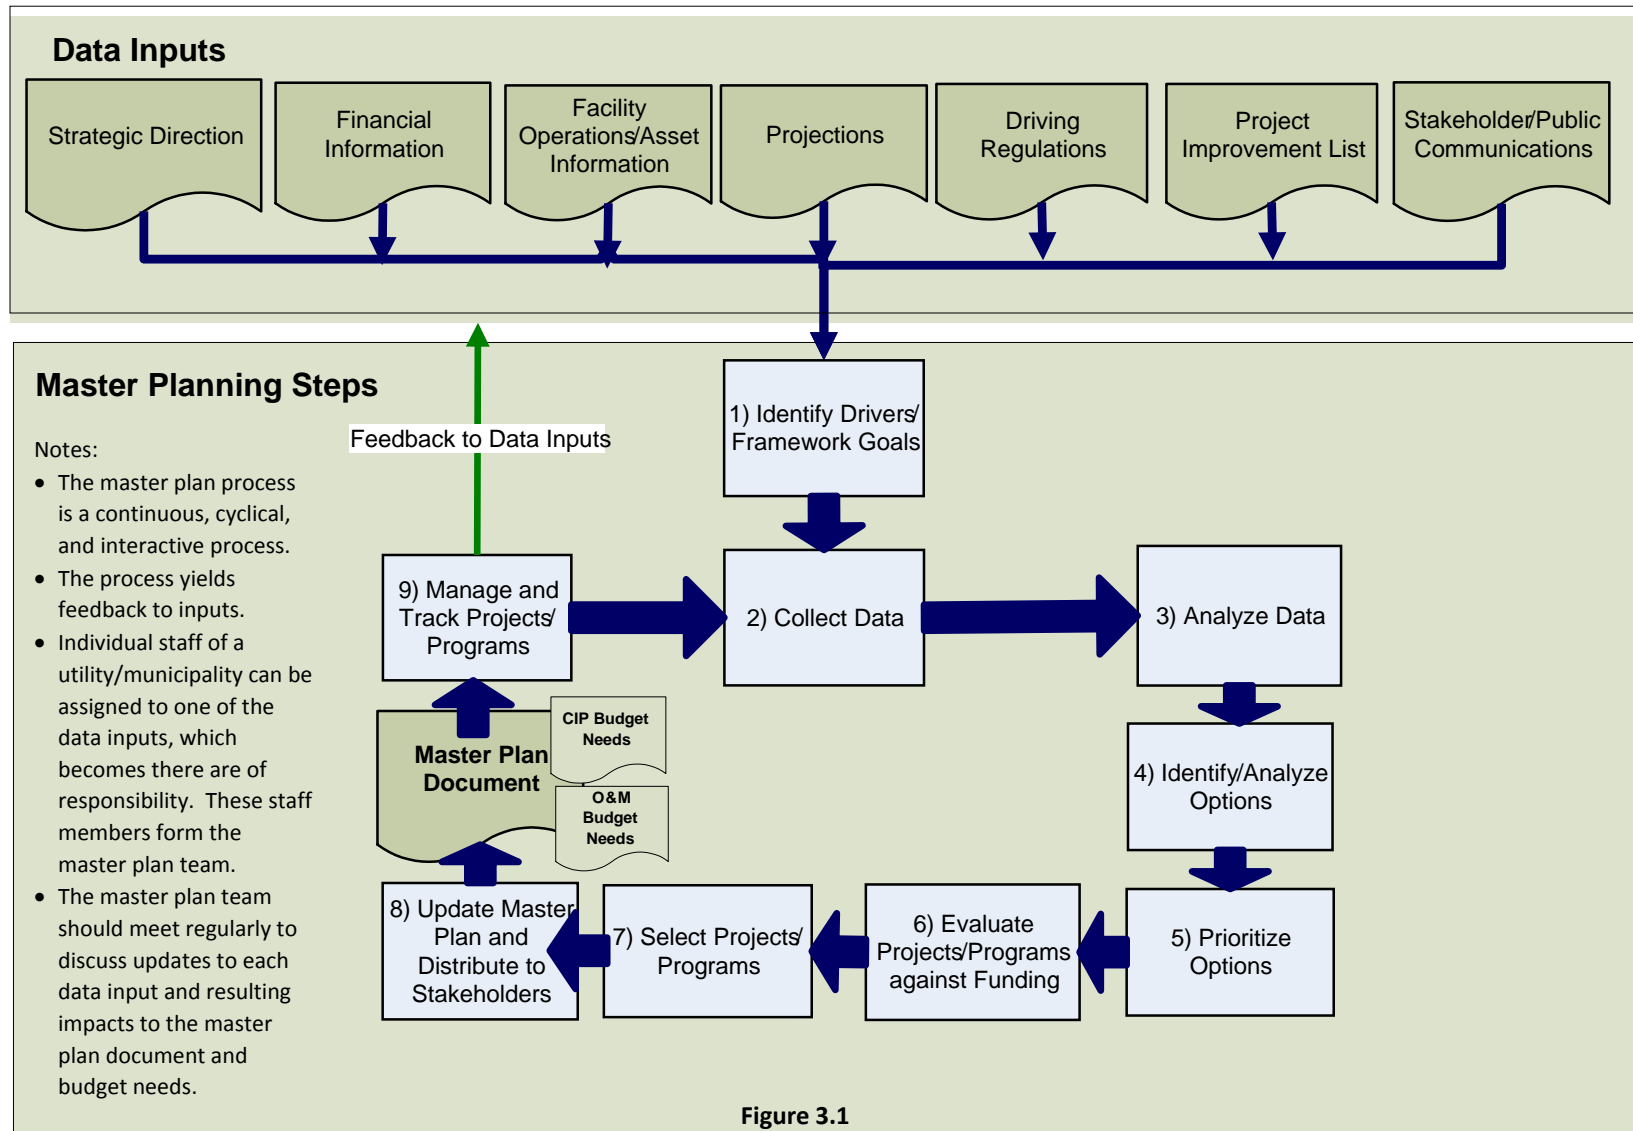 Data Inputs
Strategic Direction
Financial
Information
Facility
Operations/Asset
Information
Projections
Driving
Regulations
Project
Improvement List
Stakeholder/Public
Communications
Master Planning Steps
Notes:
• The master plan process
is a continuous, cyclical,
and interactive process.
• The process yields
feedback to inputs.
• Individual staff of a
utility/municipality can be
assigned to one of the
data inputs, which
becomes there are of
responsibility. These staff
members form the
master plan team.
• The master plan team
should meet regularly to
discuss updates to each
data input and resulting
impacts to the master
plan document and
budget needs.
Feedback to Data Inputs
1) Identify Drivers/
Framework Goals
2) Collect Data
3) Analyze Data
4) Identify/Analyze
Options
5) Prioritize
Options
6) Evaluate
Projects/Programs
against Funding
7) Select Projects/
Programs
8) Update Master
Plan and
Distribute to
Stakeholders
Master Plan
Document
CIP Budget
Needs
O&M
Budget
Needs
9) Manage and
Track Projects/
Programs
Figure 3.1